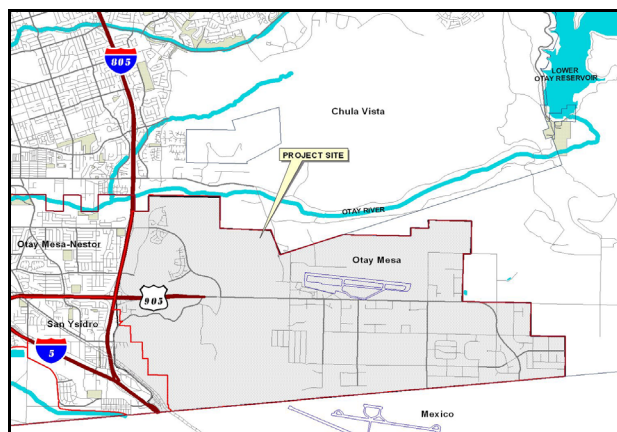 805
LOWER
OTAY RESERVOIR
Chula Vista
PROJECT SITE
OTAY RIVER
Otay Mesa-Nestor
Otay Mesa
905
San Ysidro
5
Mexico